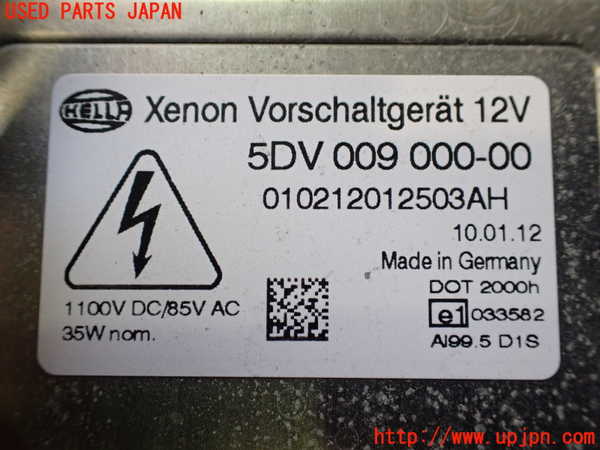 USED PARTS JAPAN
HELLA Xenon Vorschaltgerät 12V
5DV 009 000-00
010212012503AH
10.01.12
Made in Germany
DOT 2000h
1100V DC/85V AC
e1 033582
35W nom.
Al99.5 D1S
http://www.upjpn.com/